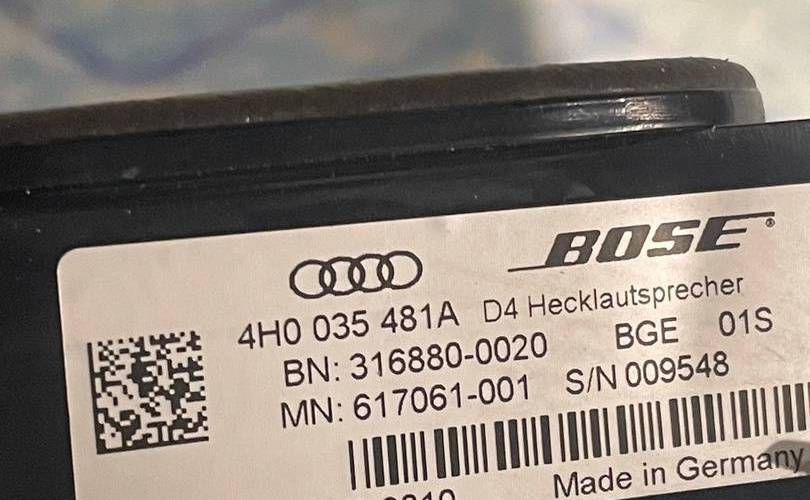 BOSE®
4H0 035 481A D4 Hecklautsprecher
BN: 316880-0020 BGE 01S
MN: 617061-001 S/N 009548
Made in Germany